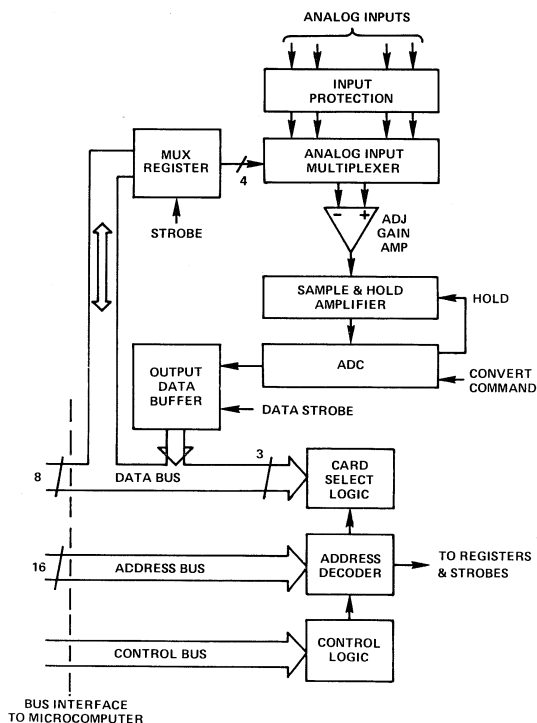 ANALOG INPUTS
INPUT
PROTECTION
MUX
REGISTER
4
ANALOG INPUT
MULTIPLEXER
STROBE
- +
ADJ
GAIN
AMP
SAMPLE & HOLD
AMPLIFIER
HOLD
OUTPUT
DATA
BUFFER
ADC
CONVERT
COMMAND
DATA STROBE
8
DATA BUS
3
CARD
SELECT
LOGIC
16
ADDRESS BUS
ADDRESS
DECODER
TO REGISTERS
& STROBES
CONTROL BUS
CONTROL
LOGIC
BUS INTERFACE
TO MICROCOMPUTER